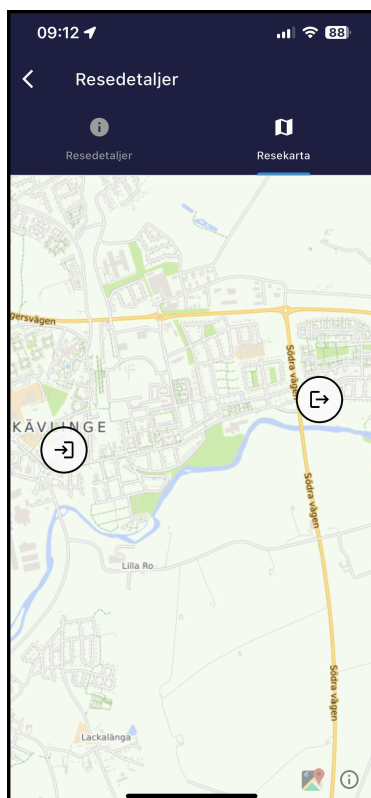 09:12
88
Resedetaljer
Resedetaljer
Resekarta
gersvägen
Södra vägen
KÄVLINGE
Södra vägen
Lilla Ro
Södra vägen
Lackalänga